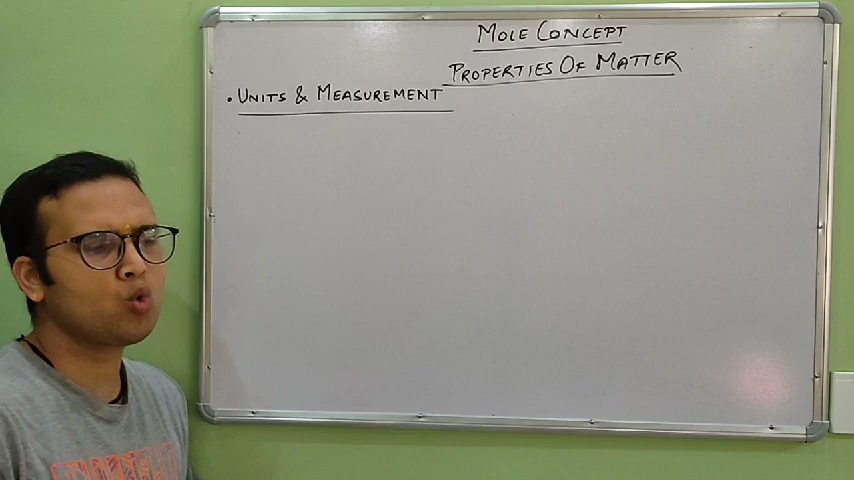 MOLE CONCEPT
PROPERTIES OF MATTER
• UNITS & MEASUREMENT